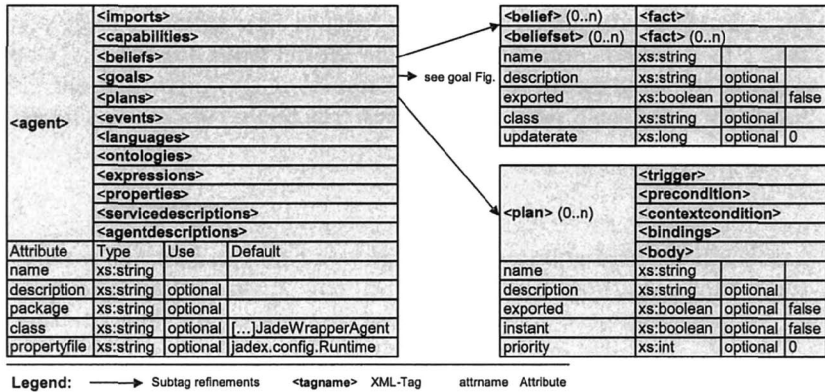 <agent>
<imports>
<capabilities>
<beliefs>
<goals>
<plans>
<events>
<languages>
<ontologies>
<expressions>
<properties>
<servicedescriptions>
<agentdescriptions>
Attribute Type Use Default
name xs:string
description xs:string optional
package xs:string optional
class xs:string optional [...]JadeWrapperAgent
propertyfile xs:string optional jadex.config.Runtime
see goal Fig.
<belief> (0..n) <fact>
<beliefset> (0..n) <fact> (0..n)
name xs:string
description xs:string optional
exported xs:boolean optional false
class xs:string optional
updaterate xs:long optional 0
<plan> (0..n)
<trigger>
<precondition>
<contextcondition>
<bindings>
<body>
name xs:string
description xs:string optional
exported xs:boolean optional false
instant xs:boolean optional false
priority xs:int optional 0
Legend: Subtag refinements <tagname> XML-Tag attrname Attribute